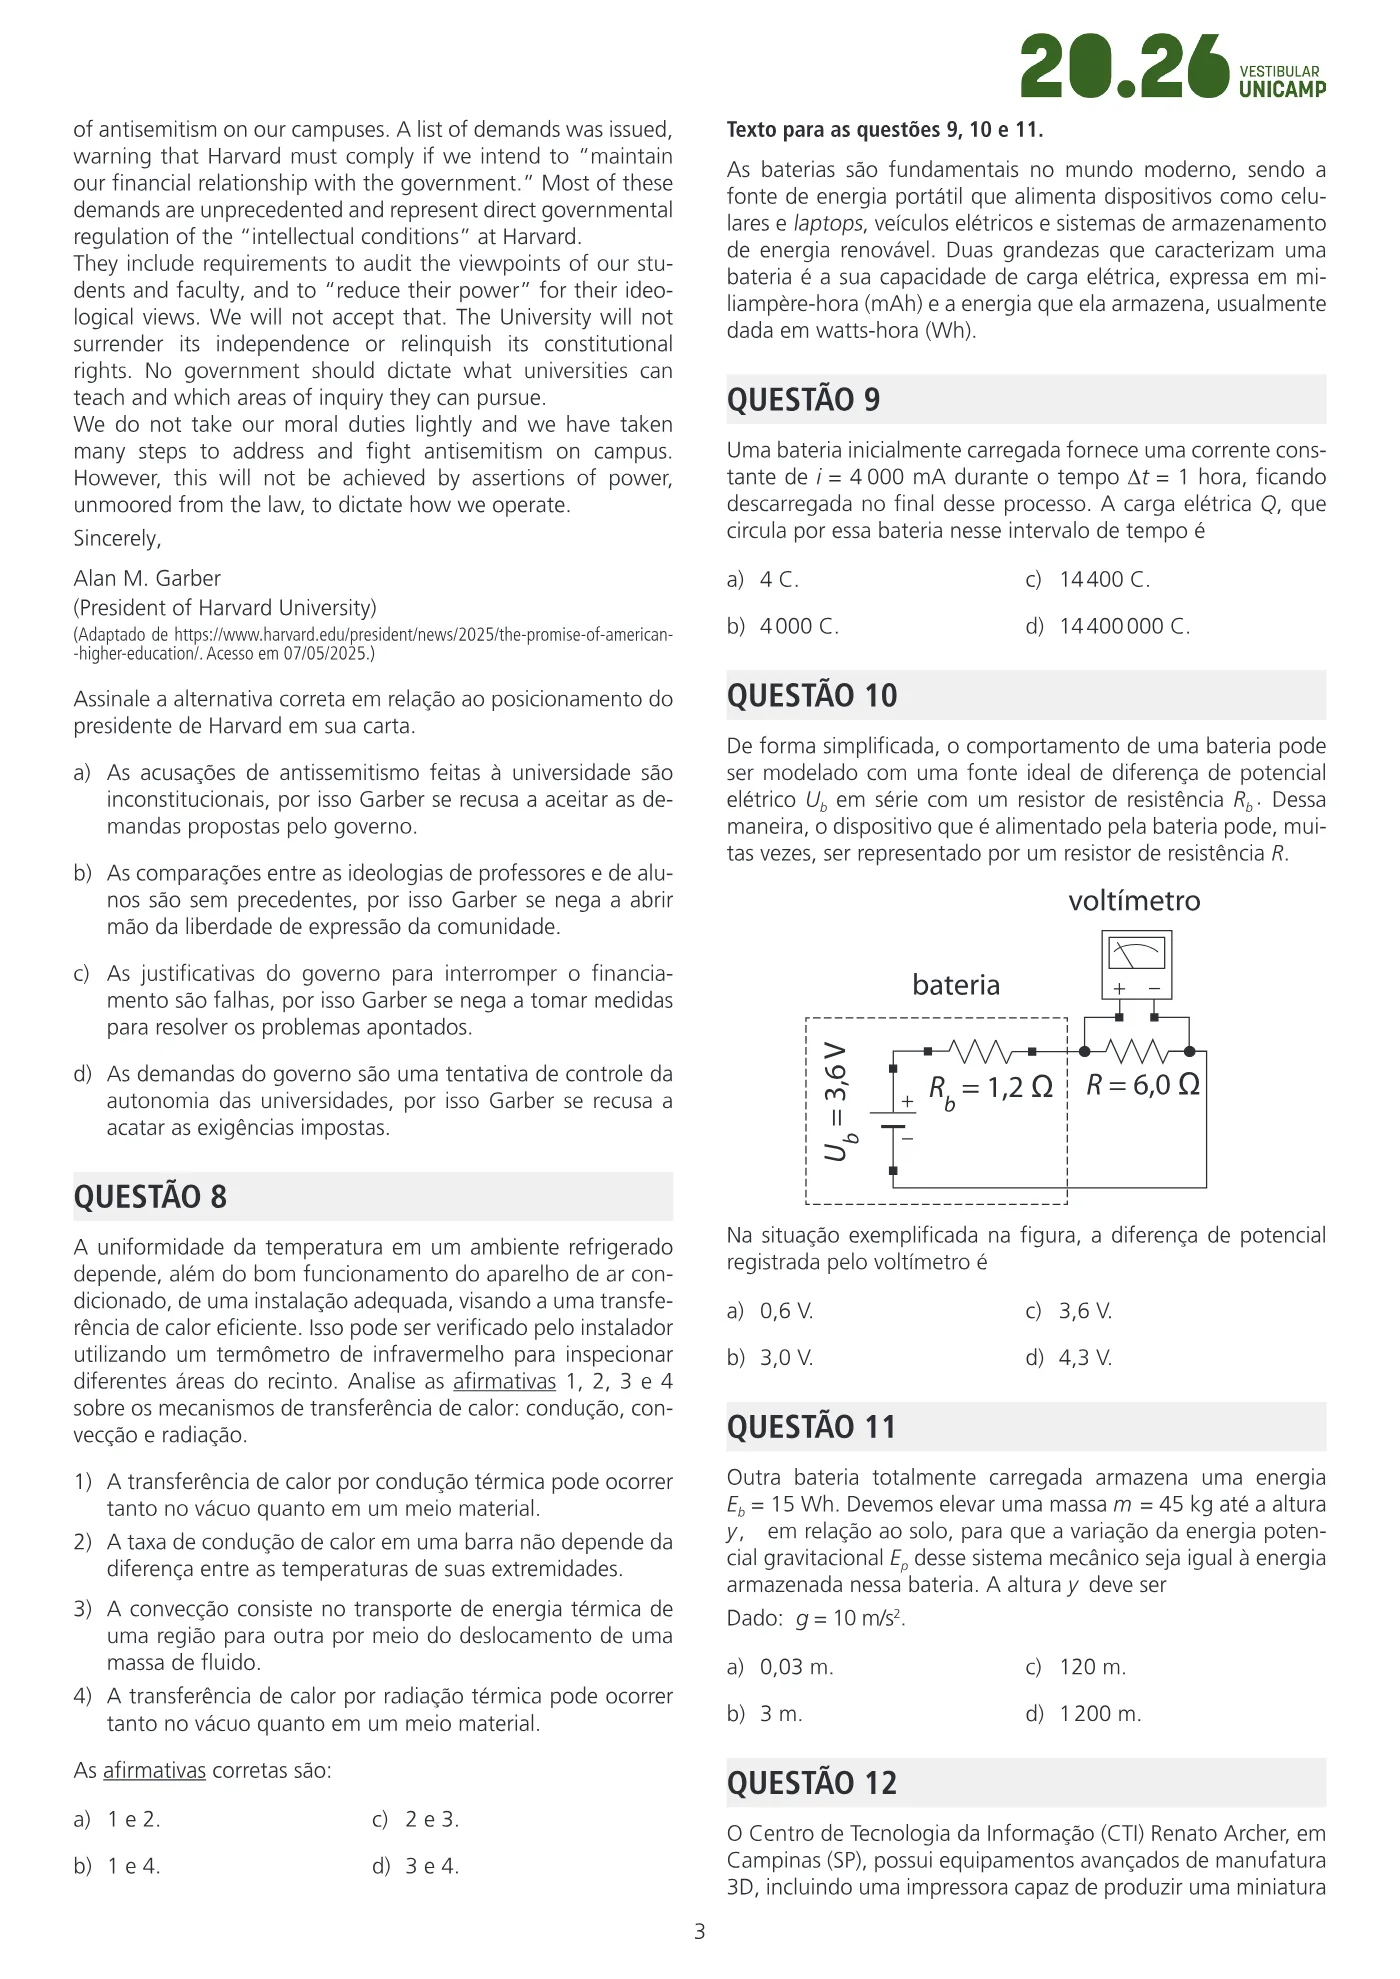 20.26 VESTIBULAR
UNICAMP
of antisemitism on our campuses. A list of demands was issued,
warning that Harvard must comply if we intend to “maintain
our financial relationship with the government.” Most of these
demands are unprecedented and represent direct governmental
regulation of the “intellectual conditions” at Harvard.
They include requirements to audit the viewpoints of our stu-
dents and faculty, and to “reduce their power” for their ideo-
logical views. We will not accept that. The University will not
surrender its independence or relinquish its constitutional
rights. No government should dictate what universities can
teach and which areas of inquiry they can pursue.
We do not take our moral duties lightly and we have taken
many steps to address and fight antisemitism on campus.
However, this will not be achieved by assertions of power,
unmoored from the law, to dictate how we operate.
Sincerely,
Alan M. Garber
(President of Harvard University)
(Adaptado de https://www.harvard.edu/president/news/2025/the-promise-of-american-
-higher-education/. Acesso em 07/05/2025.)
Assinale a alternativa correta em relação ao posicionamento do
presidente de Harvard em sua carta.
a) As acusações de antissemitismo feitas à universidade são
inconstitucionais, por isso Garber se recusa a aceitar as de-
mandas propostas pelo governo.
b) As comparações entre as ideologias de professores e de alu-
nos são sem precedentes, por isso Garber se nega a abrir
mão da liberdade de expressão da comunidade.
c) As justificativas do governo para interromper o financia-
mento são falhas, por isso Garber se nega a tomar medidas
para resolver os problemas apontados.
d) As demandas do governo são uma tentativa de controle da
autonomia das universidades, por isso Garber se recusa a
acatar as exigências impostas.
QUESTÃO 8
A uniformidade da temperatura em um ambiente refrigerado
depende, além do bom funcionamento do aparelho de ar con-
dicionado, de uma instalação adequada, visando a uma transfe-
rência de calor eficiente. Isso pode ser verificado pelo instalador
utilizando um termômetro de infravermelho para inspecionar
diferentes áreas do recinto. Analise as afirmativas 1, 2, 3 e 4
sobre os mecanismos de transferência de calor: condução, con-
vecção e radiação.
1) A transferência de calor por condução térmica pode ocorrer
tanto no vácuo quanto em um meio material.
2) A taxa de condução de calor em uma barra não depende da
diferença entre as temperaturas de suas extremidades.
3) A convecção consiste no transporte de energia térmica de
uma região para outra por meio do deslocamento de uma
massa de fluido.
4) A transferência de calor por radiação térmica pode ocorrer
tanto no vácuo quanto em um meio material.
As afirmativas corretas são:
a) 1 e 2.
b) 1 e 4.
c) 2 e 3.
d) 3 e 4.
Texto para as questões 9, 10 e 11.
As baterias são fundamentais no mundo moderno, sendo a
fonte de energia portátil que alimenta dispositivos como celu-
lares e laptops, veículos elétricos e sistemas de armazenamento
de energia renovável. Duas grandezas que caracterizam uma
bateria é a sua capacidade de carga elétrica, expressa em mi-
liampère-hora (mAh) e a energia que ela armazena, usualmente
dada em watts-hora (Wh).
QUESTÃO 9
Uma bateria inicialmente carregada fornece uma corrente cons-
tante de i = 4 000 mA durante o tempo Δt = 1 hora, ficando
descarregada no final desse processo. A carga elétrica Q, que
circula por essa bateria nesse intervalo de tempo é
a) 4 C.
b) 4 000 C.
c) 14 400 C.
d) 14 400 000 C.
QUESTÃO 10
De forma simplificada, o comportamento de uma bateria pode
ser modelado com uma fonte ideal de diferença de potencial
elétrico Ub em série com um resistor de resistência Rb. Dessa
maneira, o dispositivo que é alimentado pela bateria pode, mui-
tas vezes, ser representado por um resistor de resistência R.
voltímetro
+ −
bateria
Ub = 3,6 V
+
−
Rb = 1,2 Ω
R = 6,0 Ω
Na situação exemplificada na figura, a diferença de potencial
registrada pelo voltímetro é
a) 0,6 V.
b) 3,0 V.
c) 3,6 V.
d) 4,3 V.
QUESTÃO 11
Outra bateria totalmente carregada armazena uma energia
Eb = 15 Wh. Devemos elevar uma massa m = 45 kg até a altura
y, em relação ao solo, para que a variação da energia poten-
cial gravitacional Ep desse sistema mecânico seja igual à energia
armazenada nessa bateria. A altura y deve ser
Dado: g = 10 m/s².
a) 0,03 m.
b) 3 m.
c) 120 m.
d) 1 200 m.
QUESTÃO 12
O Centro de Tecnologia da Informação (CTI) Renato Archer, em
Campinas (SP), possui equipamentos avançados de manufatura
3D, incluindo uma impressora capaz de produzir uma miniatura
3